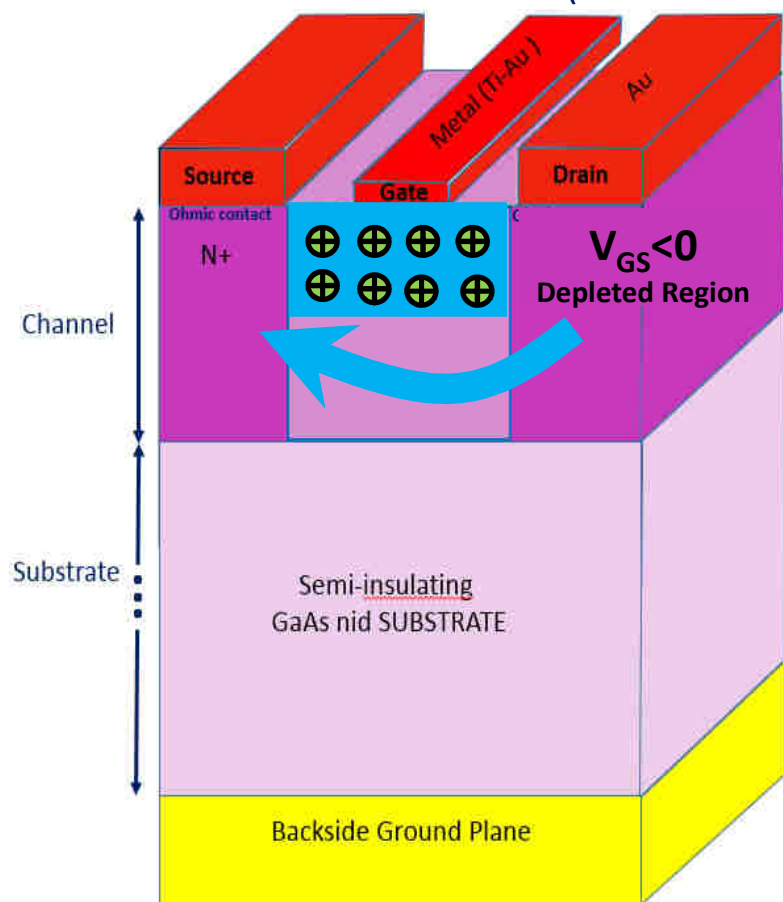 (
Metal (Ti-Au )
Au
Source
Gate
Drain
Ohmic contact
N+
V_GS<0
Depleted Region
Channel
Substrate
Semi-insulating
GaAs nid SUBSTRATE
Backside Ground Plane